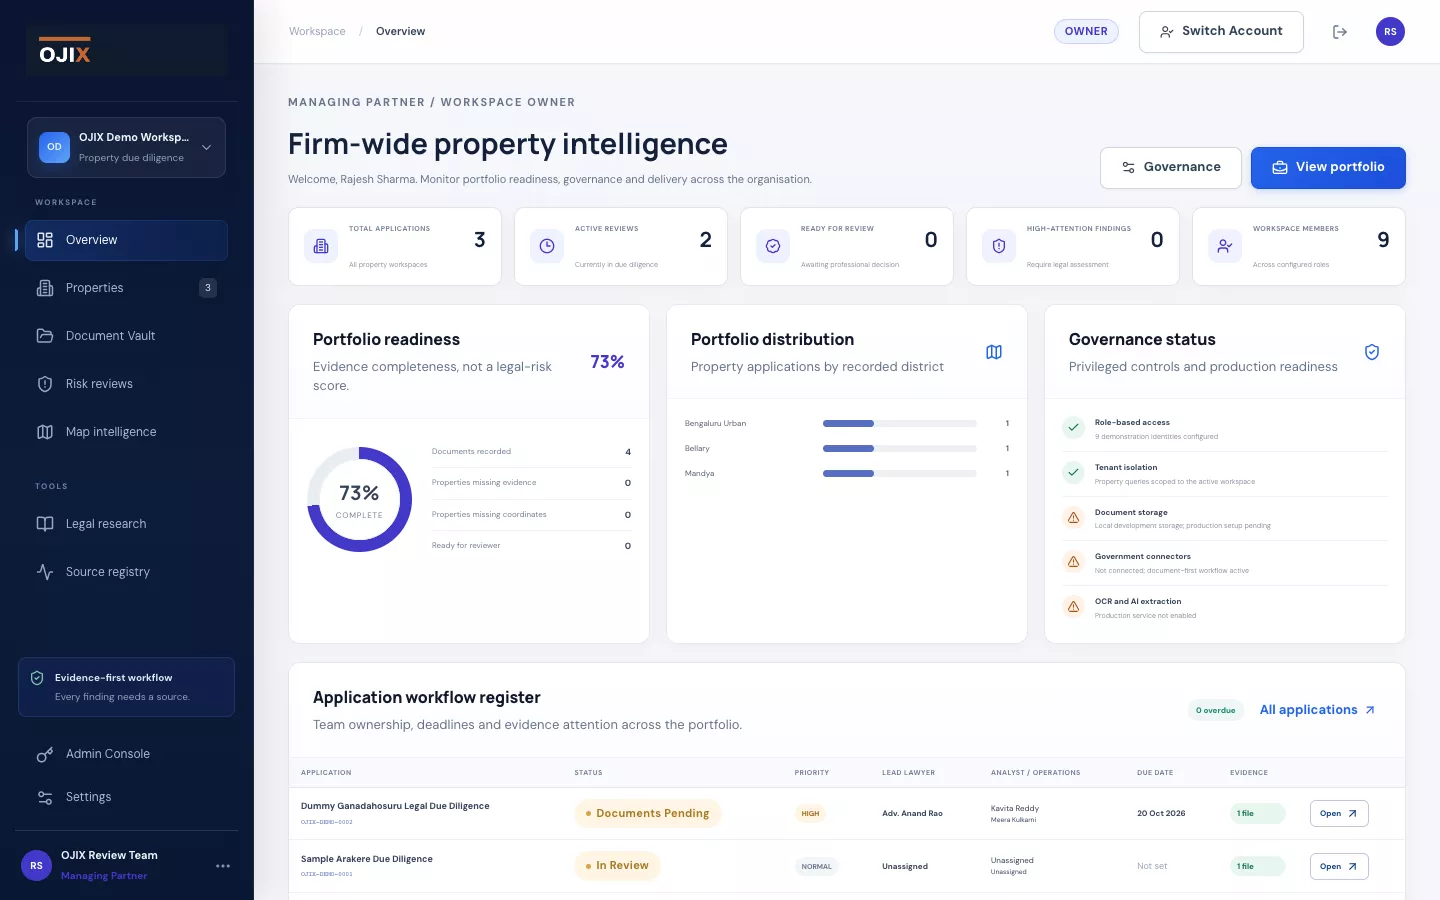 OJIX
OD
OJIX Demo Worksp...
Property due diligence
WORKSPACE
Overview
Properties
3
Document Vault
Risk reviews
Map intelligence
TOOLS
Legal research
Source registry
Evidence-first workflow
Every finding needs a source.
Admin Console
Settings
RS
OJIX Review Team
Managing Partner
Workspace / Overview
OWNER
Switch Account
RS
MANAGING PARTNER / WORKSPACE OWNER
Firm-wide property intelligence
Welcome, Rajesh Sharma. Monitor portfolio readiness, governance and delivery across the organisation.
Governance
View portfolio
TOTAL APPLICATIONS
3
All property workspaces
ACTIVE REVIEWS
2
Currently in due diligence
READY FOR REVIEW
0
Awaiting professional decision
HIGH-ATTENTION FINDINGS
0
Require legal assessment
WORKSPACE MEMBERS
9
Across configured roles
Portfolio readiness
Evidence completeness, not a legal-risk
score.
73%
73%
COMPLETE
Documents recorded 4
Properties missing evidence 0
Properties missing coordinates 0
Ready for reviewer 0
Portfolio distribution
Property applications by recorded district
Bengaluru Urban 1
Bellary 1
Mandya 1
Governance status
Privileged controls and production readiness
Role-based access
9 demonstration identities configured
Tenant isolation
Property queries scoped to the active workspace
Document storage
Local development storage; production setup pending
Government connectors
Not connected; document-first workflow active
OCR and AI extraction
Production service not enabled
Application workflow register
Team ownership, deadlines and evidence attention across the portfolio.
0 overdue
All applications
APPLICATION STATUS PRIORITY LEAD LAWYER ANALYST / OPERATIONS DUE DATE EVIDENCE
Dummy Ganadahosuru Legal Due Diligence
OJIX-DEMO-0002
Documents Pending
HIGH
Adv. Anand Rao
Kavita Reddy
Meera Kulkarni
20 Oct 2026
1 file
Open
Sample Arakere Due Diligence
OJIX-DEMO-0001
In Review
NORMAL
Unassigned
Unassigned
Unassigned
Not set
1 file
Open